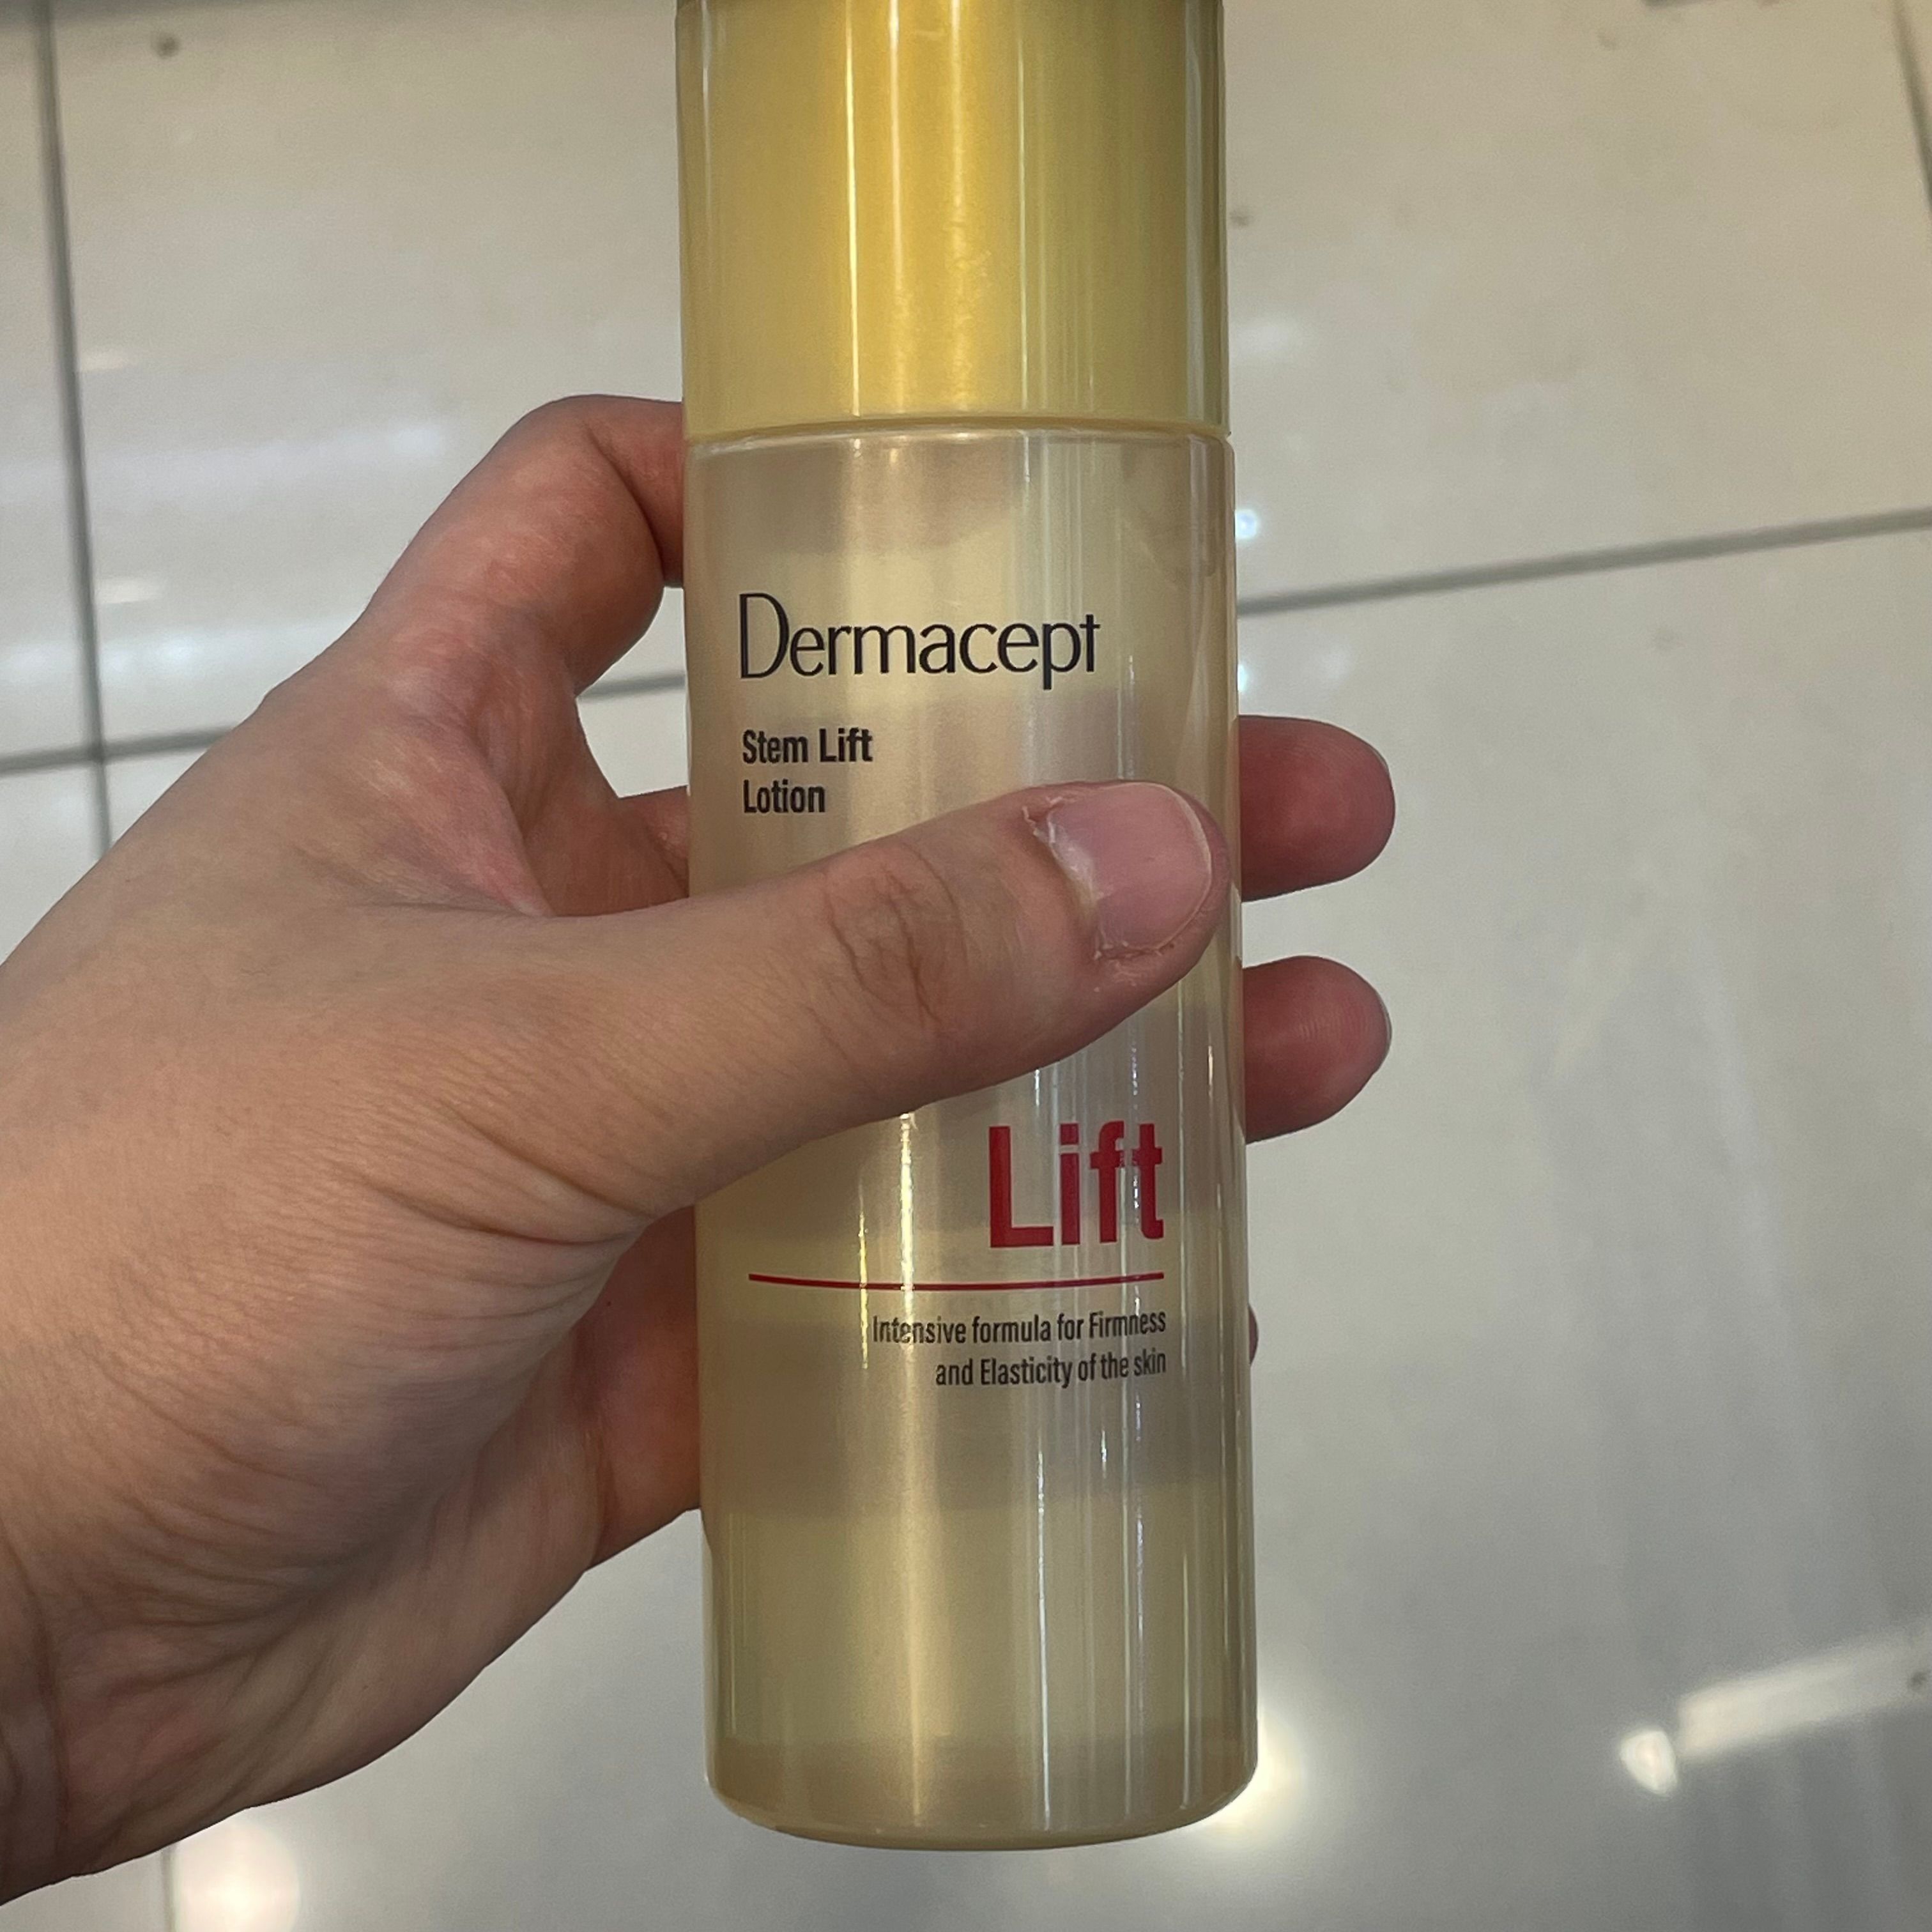 Dermacept
Stem Lift
Lotion
Lift
Intensive formula for Firmness
and Elasticity of the skin